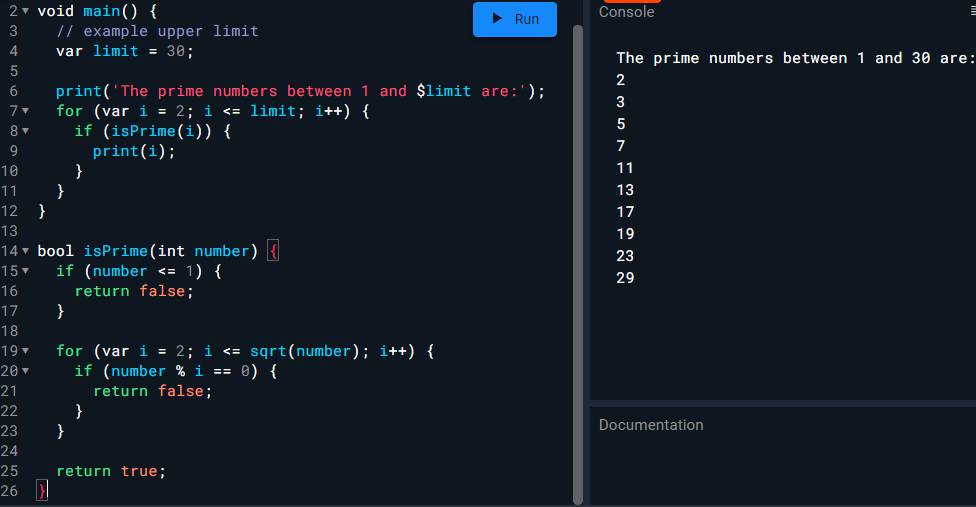 2 void main() {
3 // example upper limit
4 var limit = 30;
5
6 print('The prime numbers between 1 and $limit are:');
7 for (var i = 2; i <= limit; i++) {
8 if (isPrime(i)) {
9 print(i);
10 }
11 }
12 }
13
14 bool isPrime(int number) {
15 if (number <= 1) {
16 return false;
17 }
18
19 for (var i = 2; i <= sqrt(number); i++) {
20 if (number % i == 0) {
21 return false;
22 }
23 }
24
25 return true;
26 }
Run
Console
The prime numbers between 1 and 30 are:
2
3
5
7
11
13
17
19
23
29
Documentation